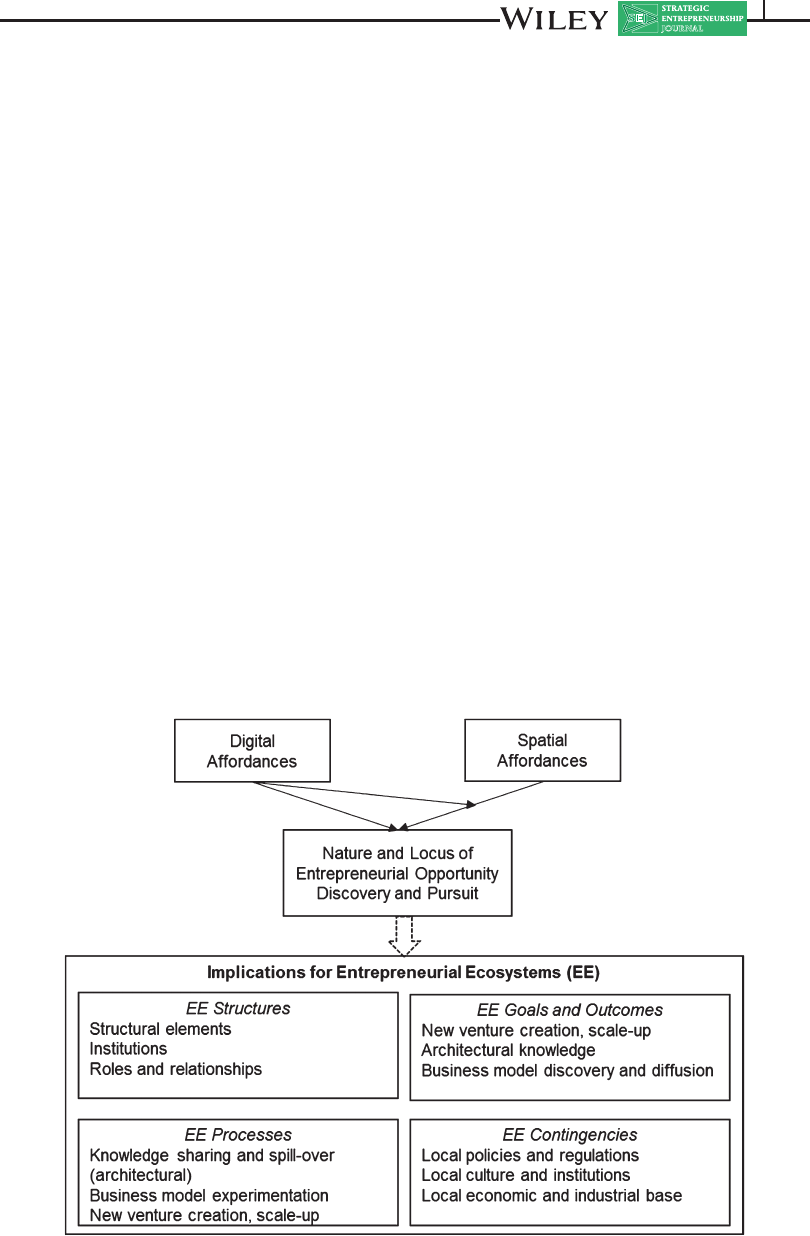 WILEY
SEJ
STRATEGIC
ENTREPRENEURSHIP
JOURNAL
Digital
Affordances
Spatial
Affordances
Nature and Locus of
Entrepreneurial Opportunity
Discovery and Pursuit
Implications for Entrepreneurial Ecosystems (EE)
EE Structures
Structural elements
Institutions
Roles and relationships
EE Goals and Outcomes
New venture creation, scale-up
Architectural knowledge
Business model discovery and diffusion
EE Processes
Knowledge sharing and spill-over
(architectural)
Business model experimentation
New venture creation, scale-up
EE Contingencies
Local policies and regulations
Local culture and institutions
Local economic and industrial base